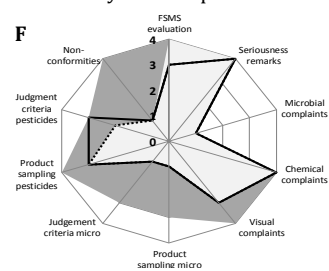 F
FSMS
evaluation
Seriousness
remarks
Microbial
complaints
Chemical
complaints
Visual
complaints
Product
sampling micro
Judgement
criteria micro
Product
sampling
pesticides
Judgment
criteria
pesticides
Non-
conformities
4
3
2
1
0